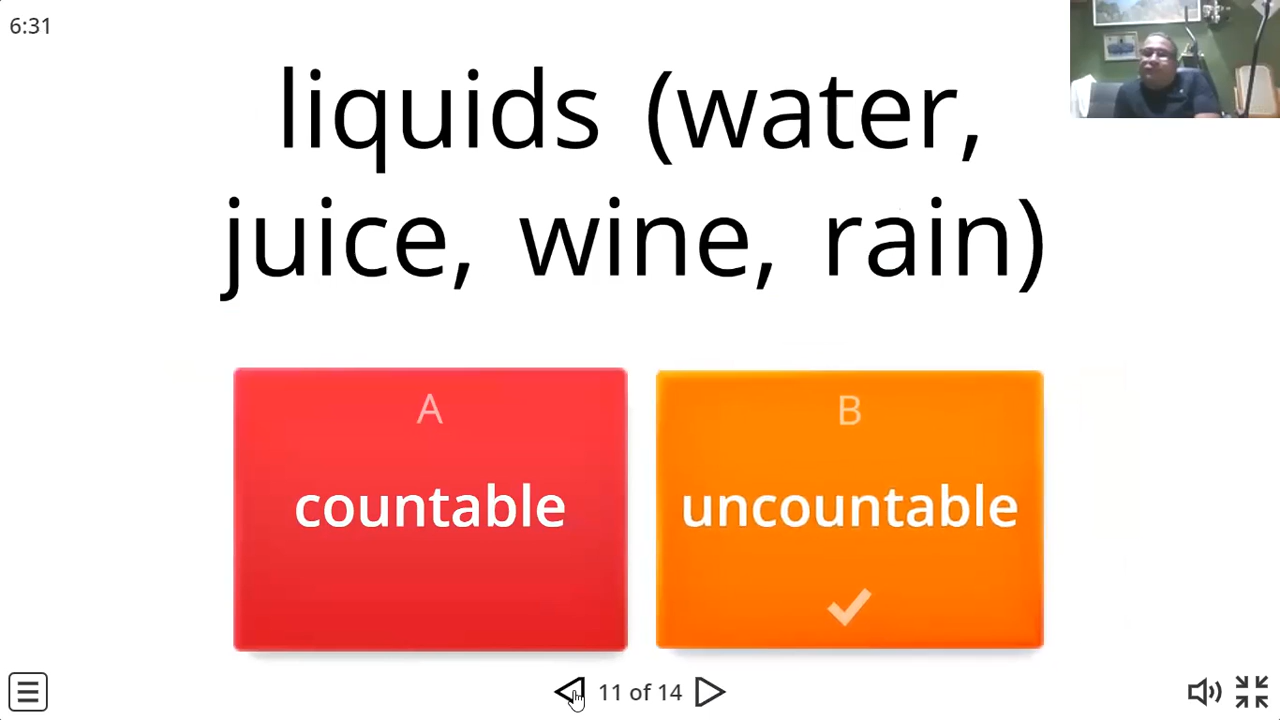 6:31
liquids (water,
juice, wine, rain)
A
countable
B
uncountable
11 of 14